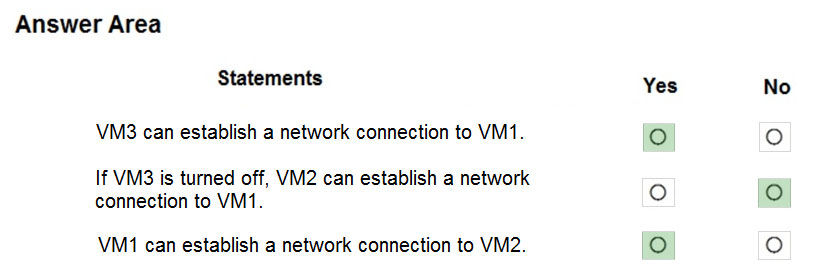 Answer Area
Statements Yes No
VM3 can establish a network connection to VM1.
If VM3 is turned off, VM2 can establish a network
connection to VM1.
VM1 can establish a network connection to VM2.